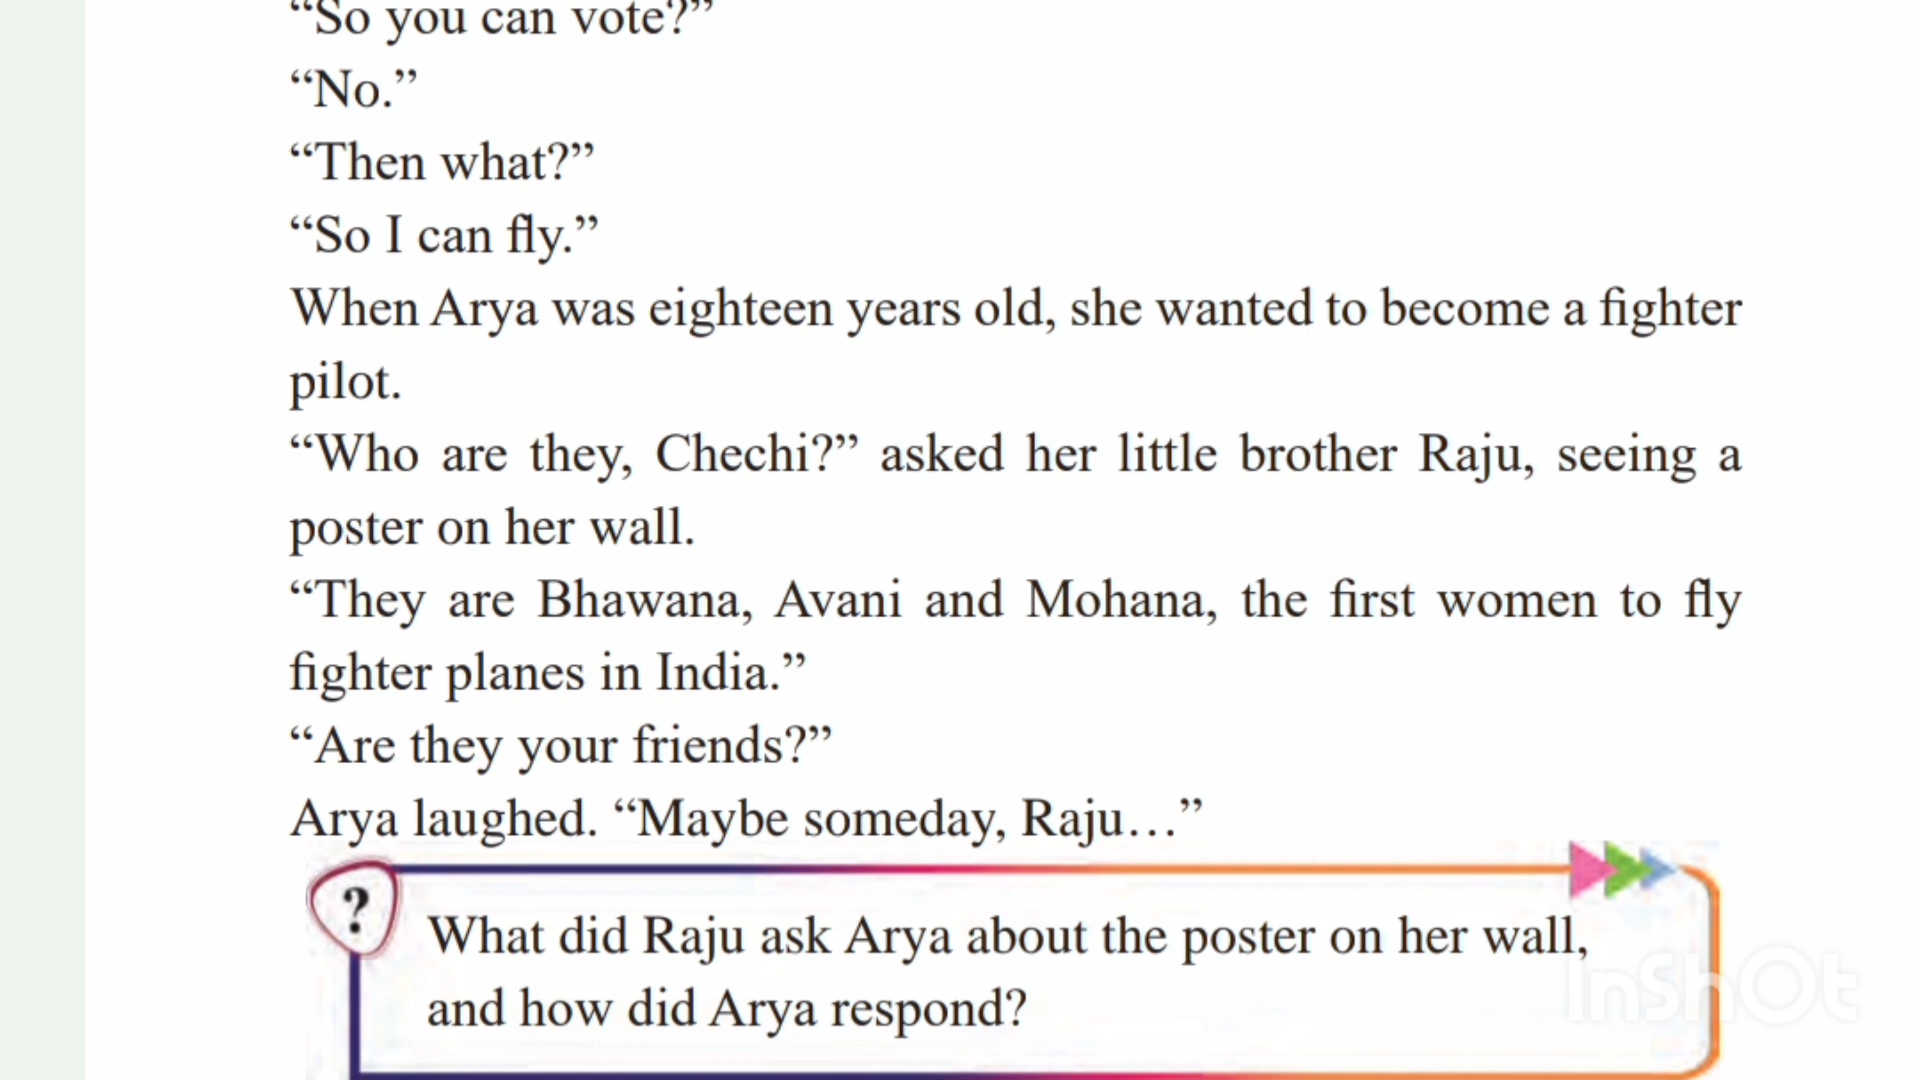 “So you can vote?”
“No.”
“Then what?”
“So I can fly.”
When Arya was eighteen years old, she wanted to become a fighter
pilot.
“Who are they, Chechi?” asked her little brother Raju, seeing a
poster on her wall.
“They are Bhawana, Avani and Mohana, the first women to fly
fighter planes in India.”
“Are they your friends?”
Arya laughed. “Maybe someday, Raju…”
?
What did Raju ask Arya about the poster on her wall,
and how did Arya respond?
InShOt